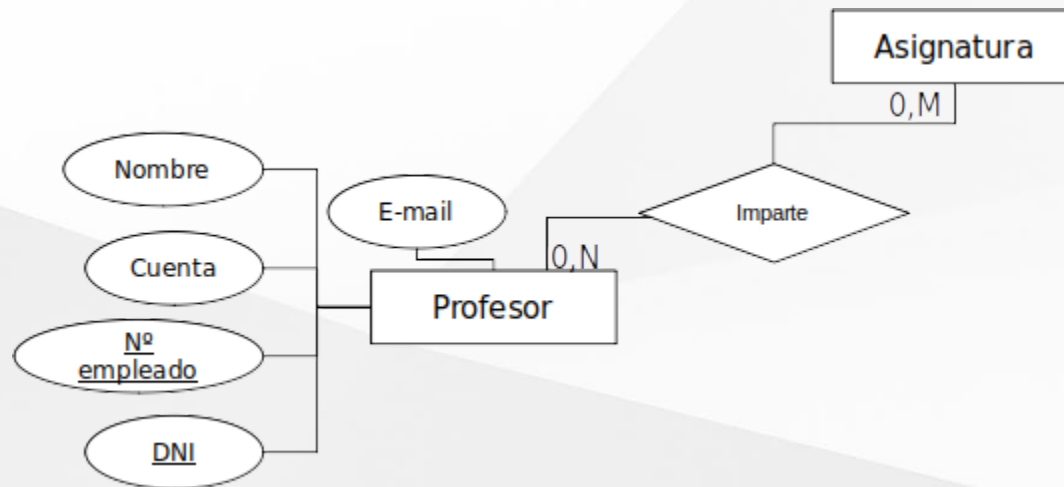 Asignatura
0,M
Nombre
E-mail
Imparte
Cuenta
0,N
Profesor
Nº
empleado
DNI